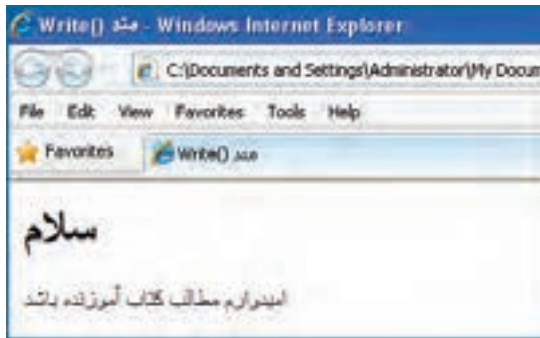 Write() متد - Windows Internet Explorer
C:\Documents and Settings\Administrator\My Docum
File Edit View Favorites Tools Help
Favorites Write() متد
سلام
امیدوارم مطالب کتاب آموزنده باشد